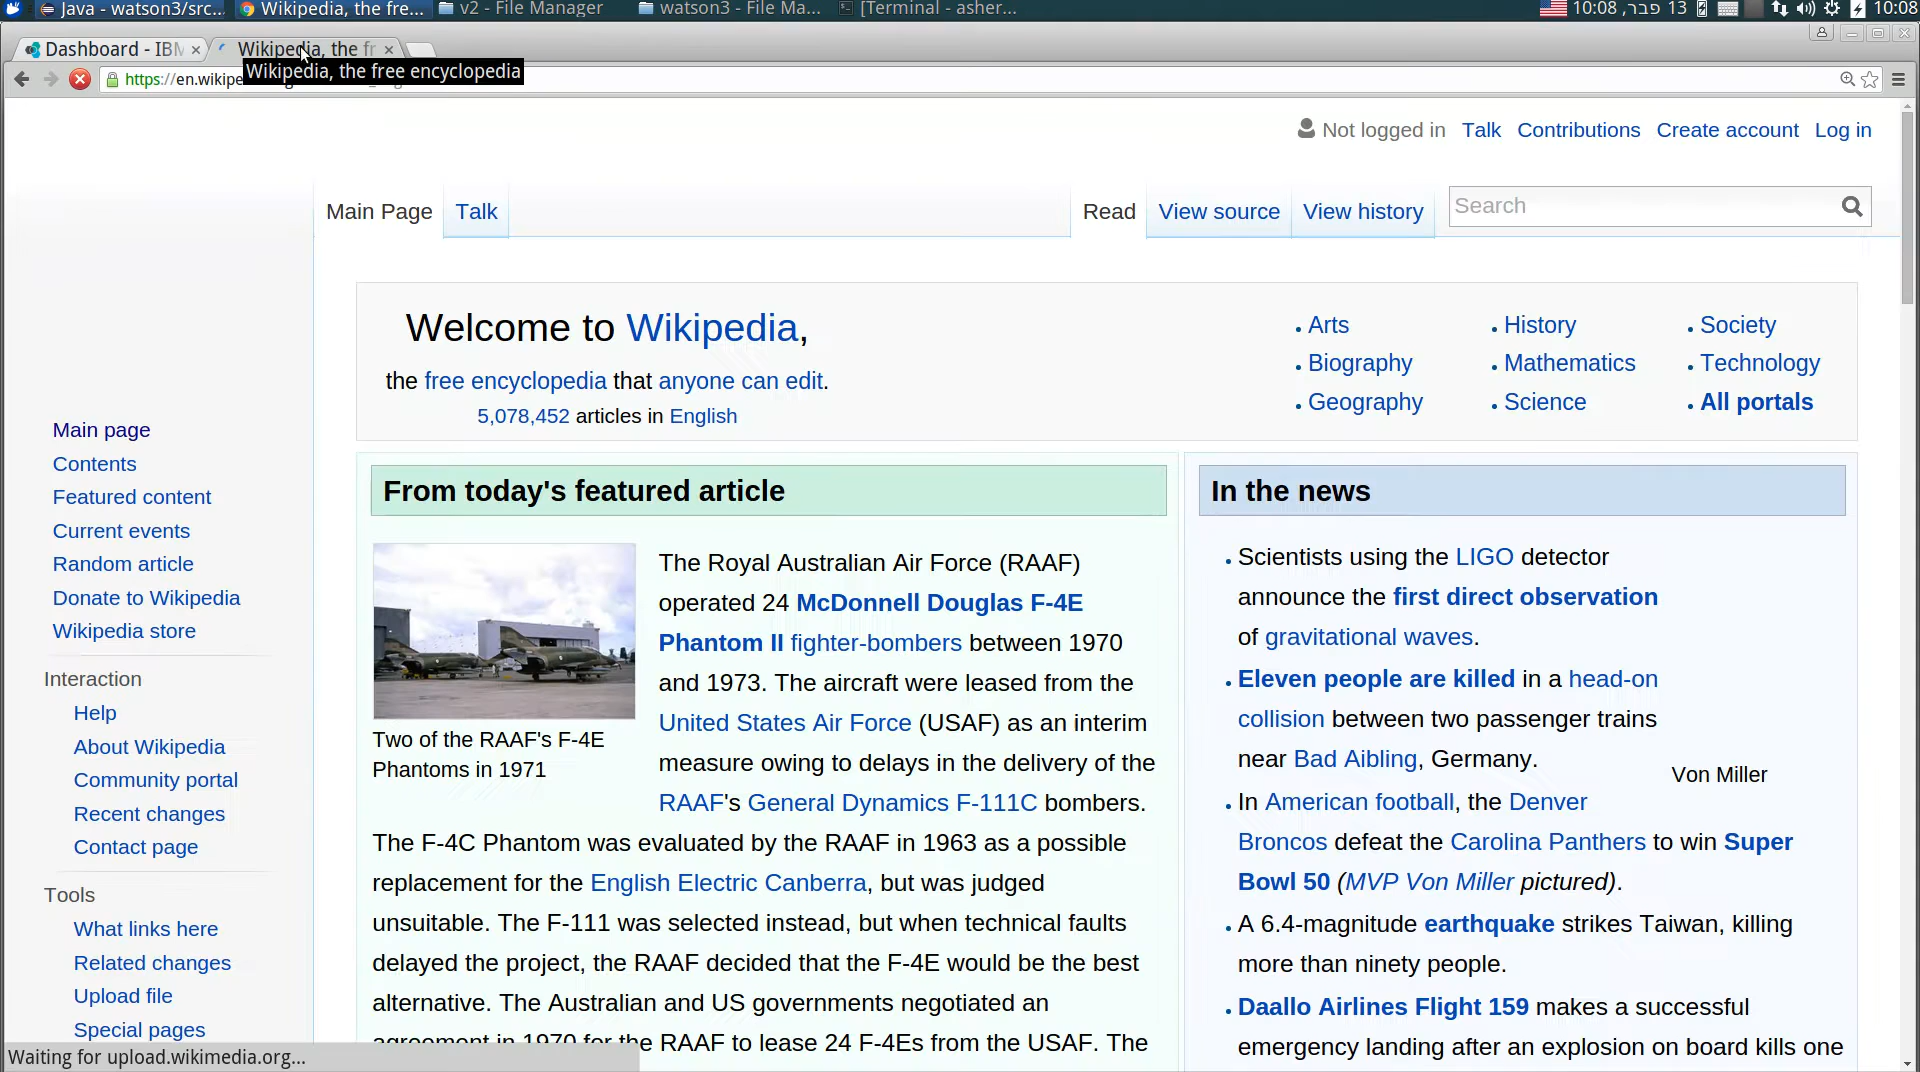 Java - watson3/src... Wikipedia, the fre... v2 - File Manager watson3 - File Ma... [Terminal - asher... 10:08 ,פבר 13 10:08
Dashboard - IBM Wikipedia, the fr
https://en.wikipe
Wikipedia, the free encyclopedia
Not logged in Talk Contributions Create account Log in
Main Page Talk Read View source View history Search
Welcome to Wikipedia,
the free encyclopedia that anyone can edit.
5,078,452 articles in English
Arts History Society
Biography Mathematics Technology
Geography Science All portals
Main page
Contents
Featured content
Current events
Random article
Donate to Wikipedia
Wikipedia store
Interaction
Help
About Wikipedia
Community portal
Recent changes
Contact page
Tools
What links here
Related changes
Upload file
Special pages
From today's featured article
Two of the RAAF's F-4E
Phantoms in 1971
The Royal Australian Air Force (RAAF)
operated 24 McDonnell Douglas F-4E
Phantom II fighter-bombers between 1970
and 1973. The aircraft were leased from the
United States Air Force (USAF) as an interim
measure owing to delays in the delivery of the
RAAF's General Dynamics F-111C bombers.
The F-4C Phantom was evaluated by the RAAF in 1963 as a possible
replacement for the English Electric Canberra, but was judged
unsuitable. The F-111 was selected instead, but when technical faults
delayed the project, the RAAF decided that the F-4E would be the best
alternative. The Australian and US governments negotiated an
agreement in 1970 for the RAAF to lease 24 F-4Es from the USAF. The
In the news
Scientists using the LIGO detector
announce the first direct observation
of gravitational waves.
Eleven people are killed in a head-on
collision between two passenger trains
near Bad Aibling, Germany.
Von Miller
In American football, the Denver
Broncos defeat the Carolina Panthers to win Super
Bowl 50 (MVP Von Miller pictured).
A 6.4-magnitude earthquake strikes Taiwan, killing
more than ninety people.
Daallo Airlines Flight 159 makes a successful
emergency landing after an explosion on board kills one
Waiting for upload.wikimedia.org...